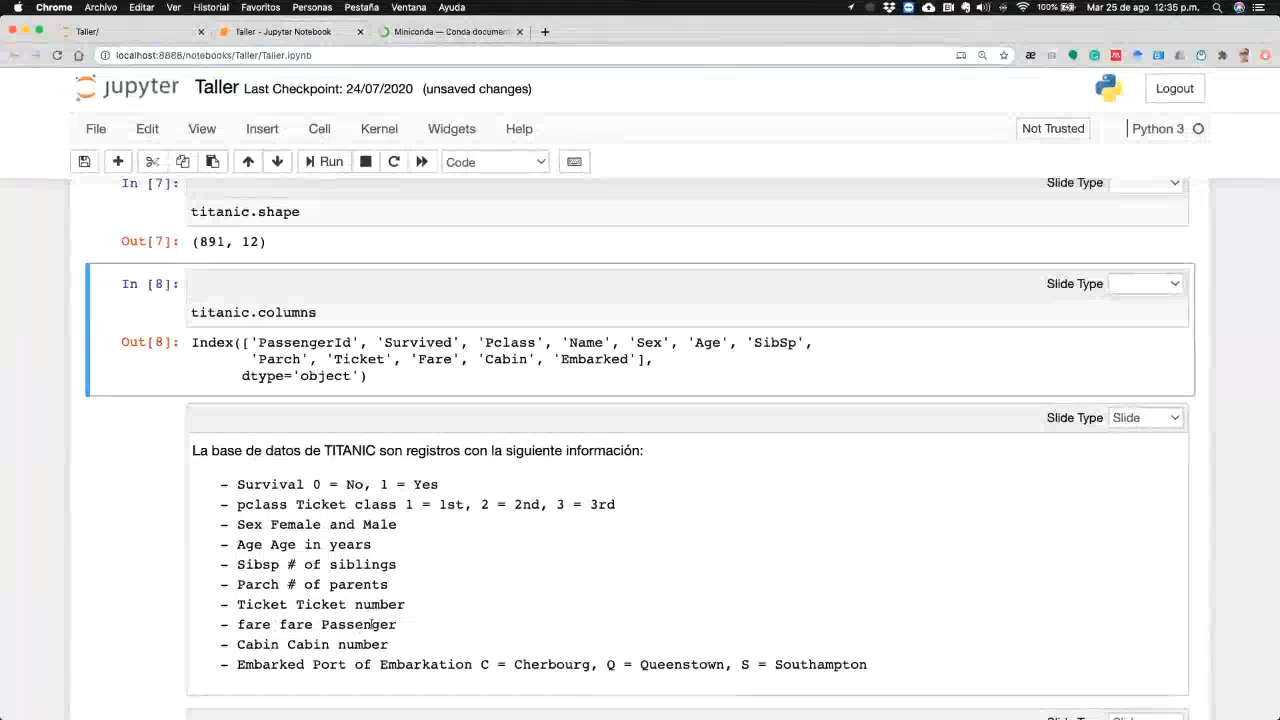 Chrome Archivo Editar Ver Historial Favoritos Personas Pestaña Ventana Ayuda 100% Mar 25 de ago 12:35 p.m.
Taller/ × Taller - Jupyter Notebook × Miniconda — Conda document × +
localhost:8888/notebooks/Taller/Taller.ipynb
jupyter Taller Last Checkpoint: 24/07/2020 (unsaved changes) Logout
File Edit View Insert Cell Kernel Widgets Help Not Trusted Python 3
Run Code
In [7]: Slide Type
titanic.shape
Out[7]: (891, 12)
In [8]: Slide Type
titanic.columns
Out[8]: Index(['PassengerId', 'Survived', 'Pclass', 'Name', 'Sex', 'Age', 'SibSp',
'Parch', 'Ticket', 'Fare', 'Cabin', 'Embarked'],
dtype='object')
Slide Type Slide
La base de datos de TITANIC son registros con la siguiente información:
- Survival 0 = No, 1 = Yes
- pclass Ticket class 1 = 1st, 2 = 2nd, 3 = 3rd
- Sex Female and Male
- Age Age in years
- Sibsp # of siblings
- Parch # of parents
- Ticket Ticket number
- fare fare Passenger
- Cabin Cabin number
- Embarked Port of Embarkation C = Cherbourg, Q = Queenstown, S = Southampton